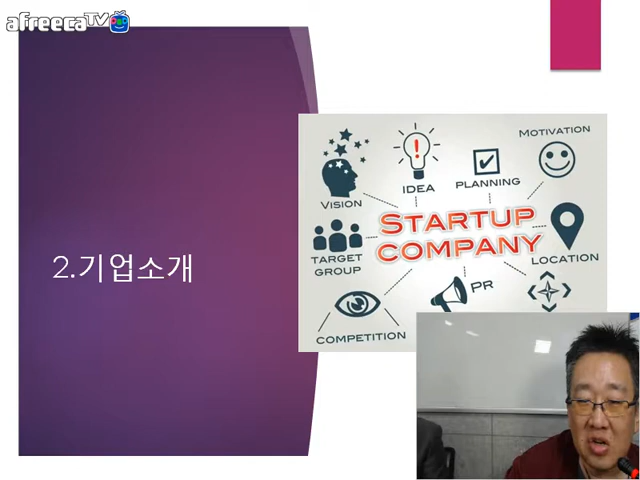 afreecaTV
2.기업소개
MOTIVATION
IDEA
PLANNING
VISION
STARTUP
COMPANY
TARGET
GROUP
LOCATION
PR
COMPETITION